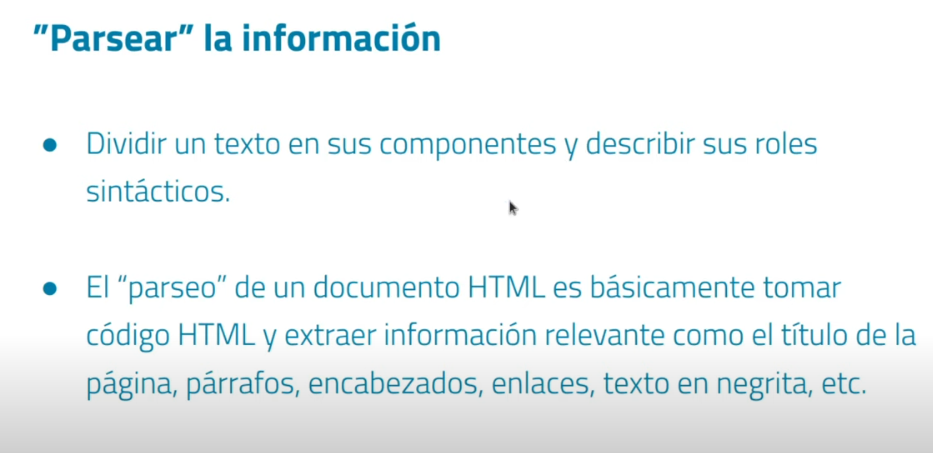 ”Parsear” la información
● Dividir un texto en sus componentes y describir sus roles
sintácticos.
● El “parseo” de un documento HTML es básicamente tomar
código HTML y extraer información relevante como el título de la
página, párrafos, encabezados, enlaces, texto en negrita, etc.